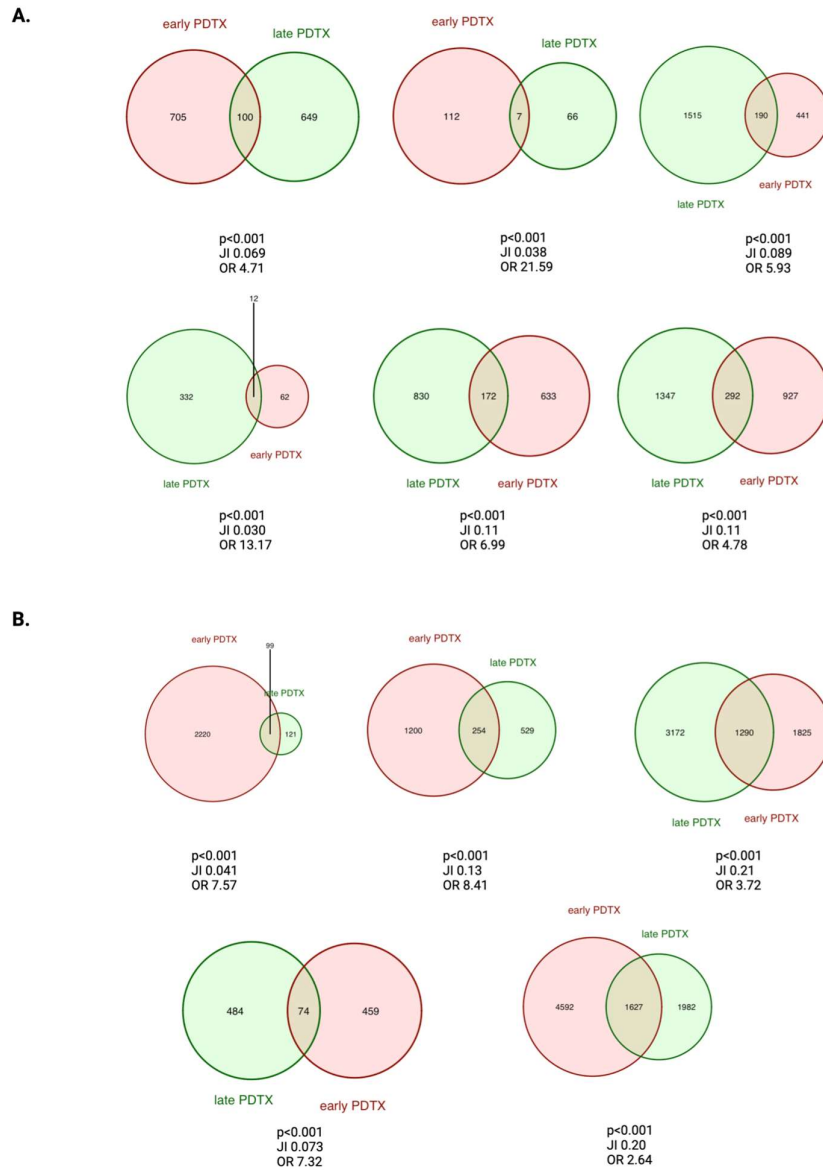 A.
early PDTX
late PDTX
705
100
649
p<0.001
JI 0.069
OR 4.71
early PDTX
late PDTX
112
7
66
p<0.001
JI 0.038
OR 21.59
1515
190
441
early PDTX
late PDTX
p<0.001
JI 0.089
OR 5.93
12
332
62
early PDTX
late PDTX
p<0.001
JI 0.030
OR 13.17
830
172
633
late PDTX
early PDTX
p<0.001
JI 0.11
OR 6.99
1347
292
927
late PDTX
early PDTX
p<0.001
JI 0.11
OR 4.78
B.
early PDTX
99
late PDTX
2220
121
p<0.001
JI 0.041
OR 7.57
early PDTX
late PDTX
1200
254
529
p<0.001
JI 0.13
OR 8.41
3172
1290
1825
late PDTX
early PDTX
p<0.001
JI 0.21
OR 3.72
484
74
459
late PDTX
early PDTX
p<0.001
JI 0.073
OR 7.32
early PDTX
late PDTX
4592
1627
1982
p<0.001
JI 0.20
OR 2.64